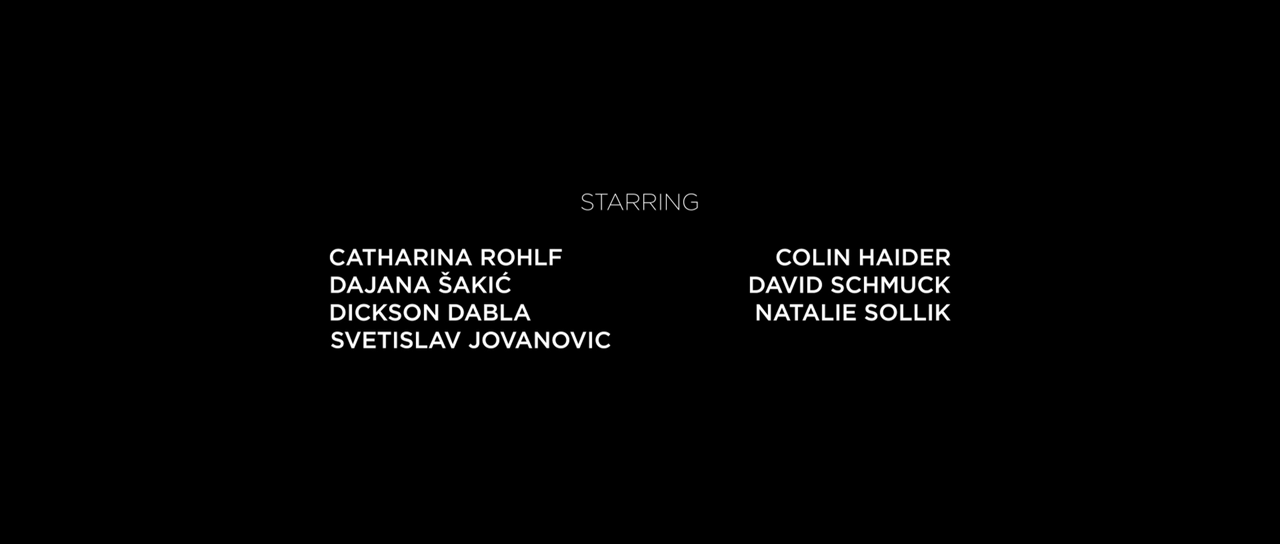 STARRING
CATHARINA ROHLF
DAJANA ŠAKIĆ
DICKSON DABLA
SVETISLAV JOVANOVIC
COLIN HAIDER
DAVID SCHMUCK
NATALIE SOLLIK